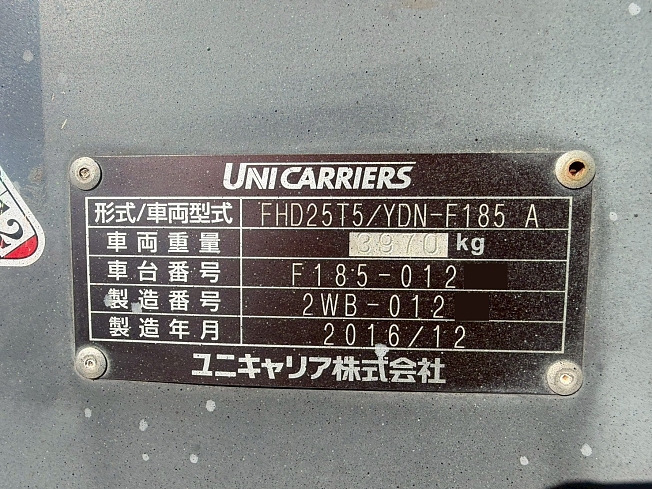 UNICARRIERS
形式/車両型式 FHD25T5/YDN-F185 A
車両重量 3970 kg
車台番号 F185-012
製造番号 2WB-012
製造年月 2016/12
ユニキャリア株式会社
2